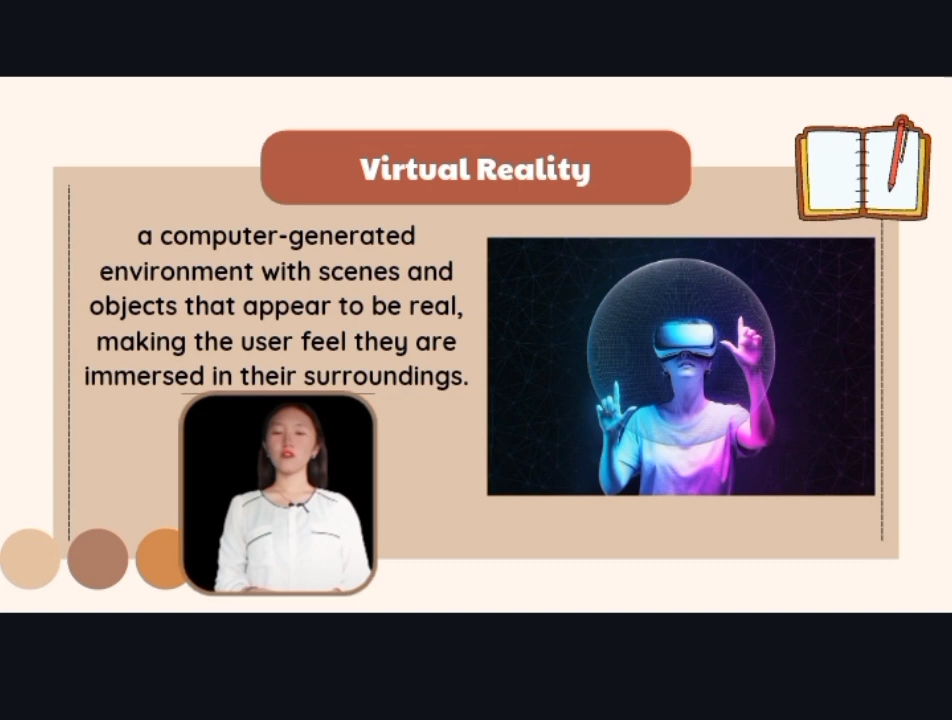 Virtual Reality
a computer-generated
environment with scenes and
objects that appear to be real,
making the user feel they are
immersed in their surroundings.